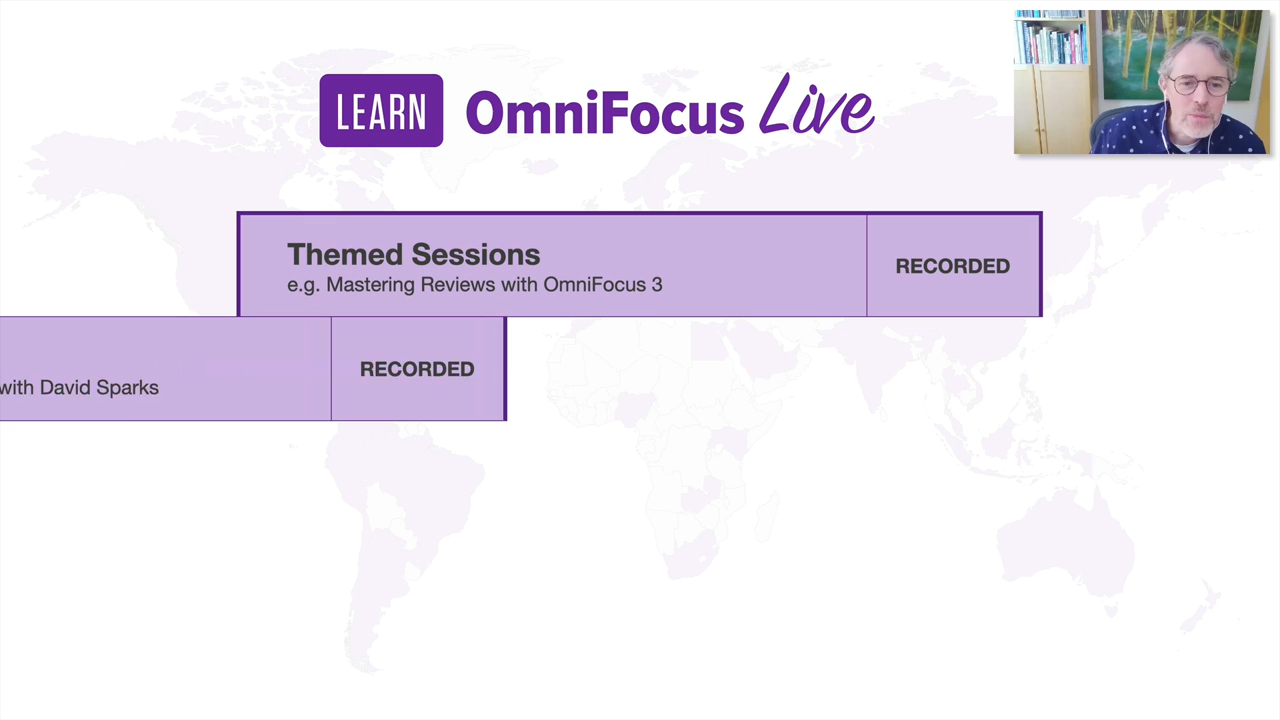 LEARN OmniFocus Live
Themed Sessions
e.g. Mastering Reviews with OmniFocus 3
RECORDED
RECORDED
with David Sparks